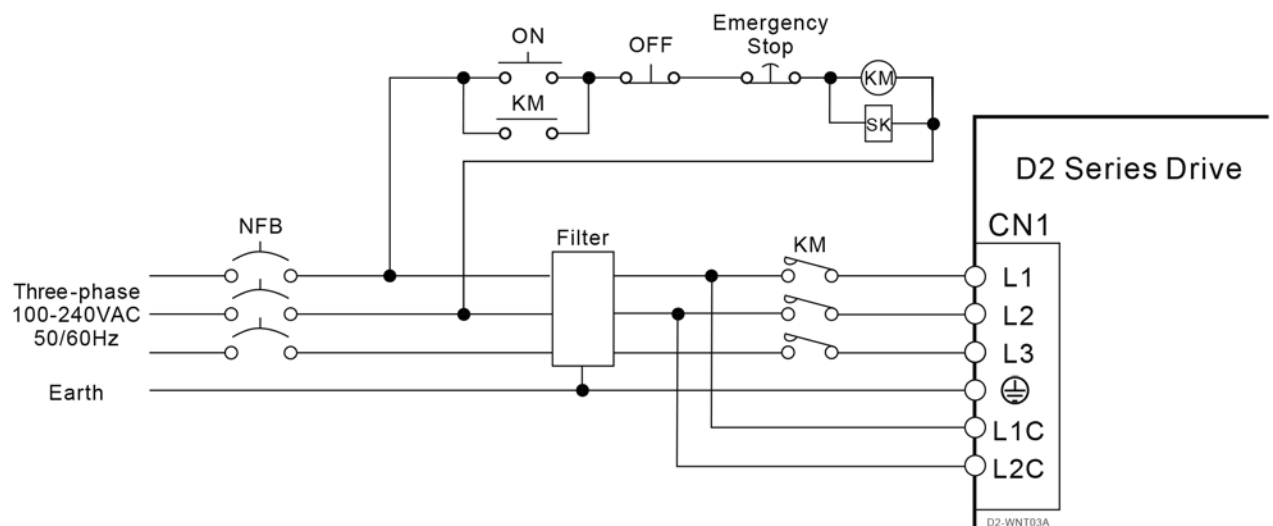 Emergency
Stop
ON
OFF
KM
KM
SK
D2 Series Drive
CN1
NFB
Filter
KM
Three-phase
100-240VAC
50/60Hz
Earth
L1
L2
L3
L1C
L2C
D2-WNT03A